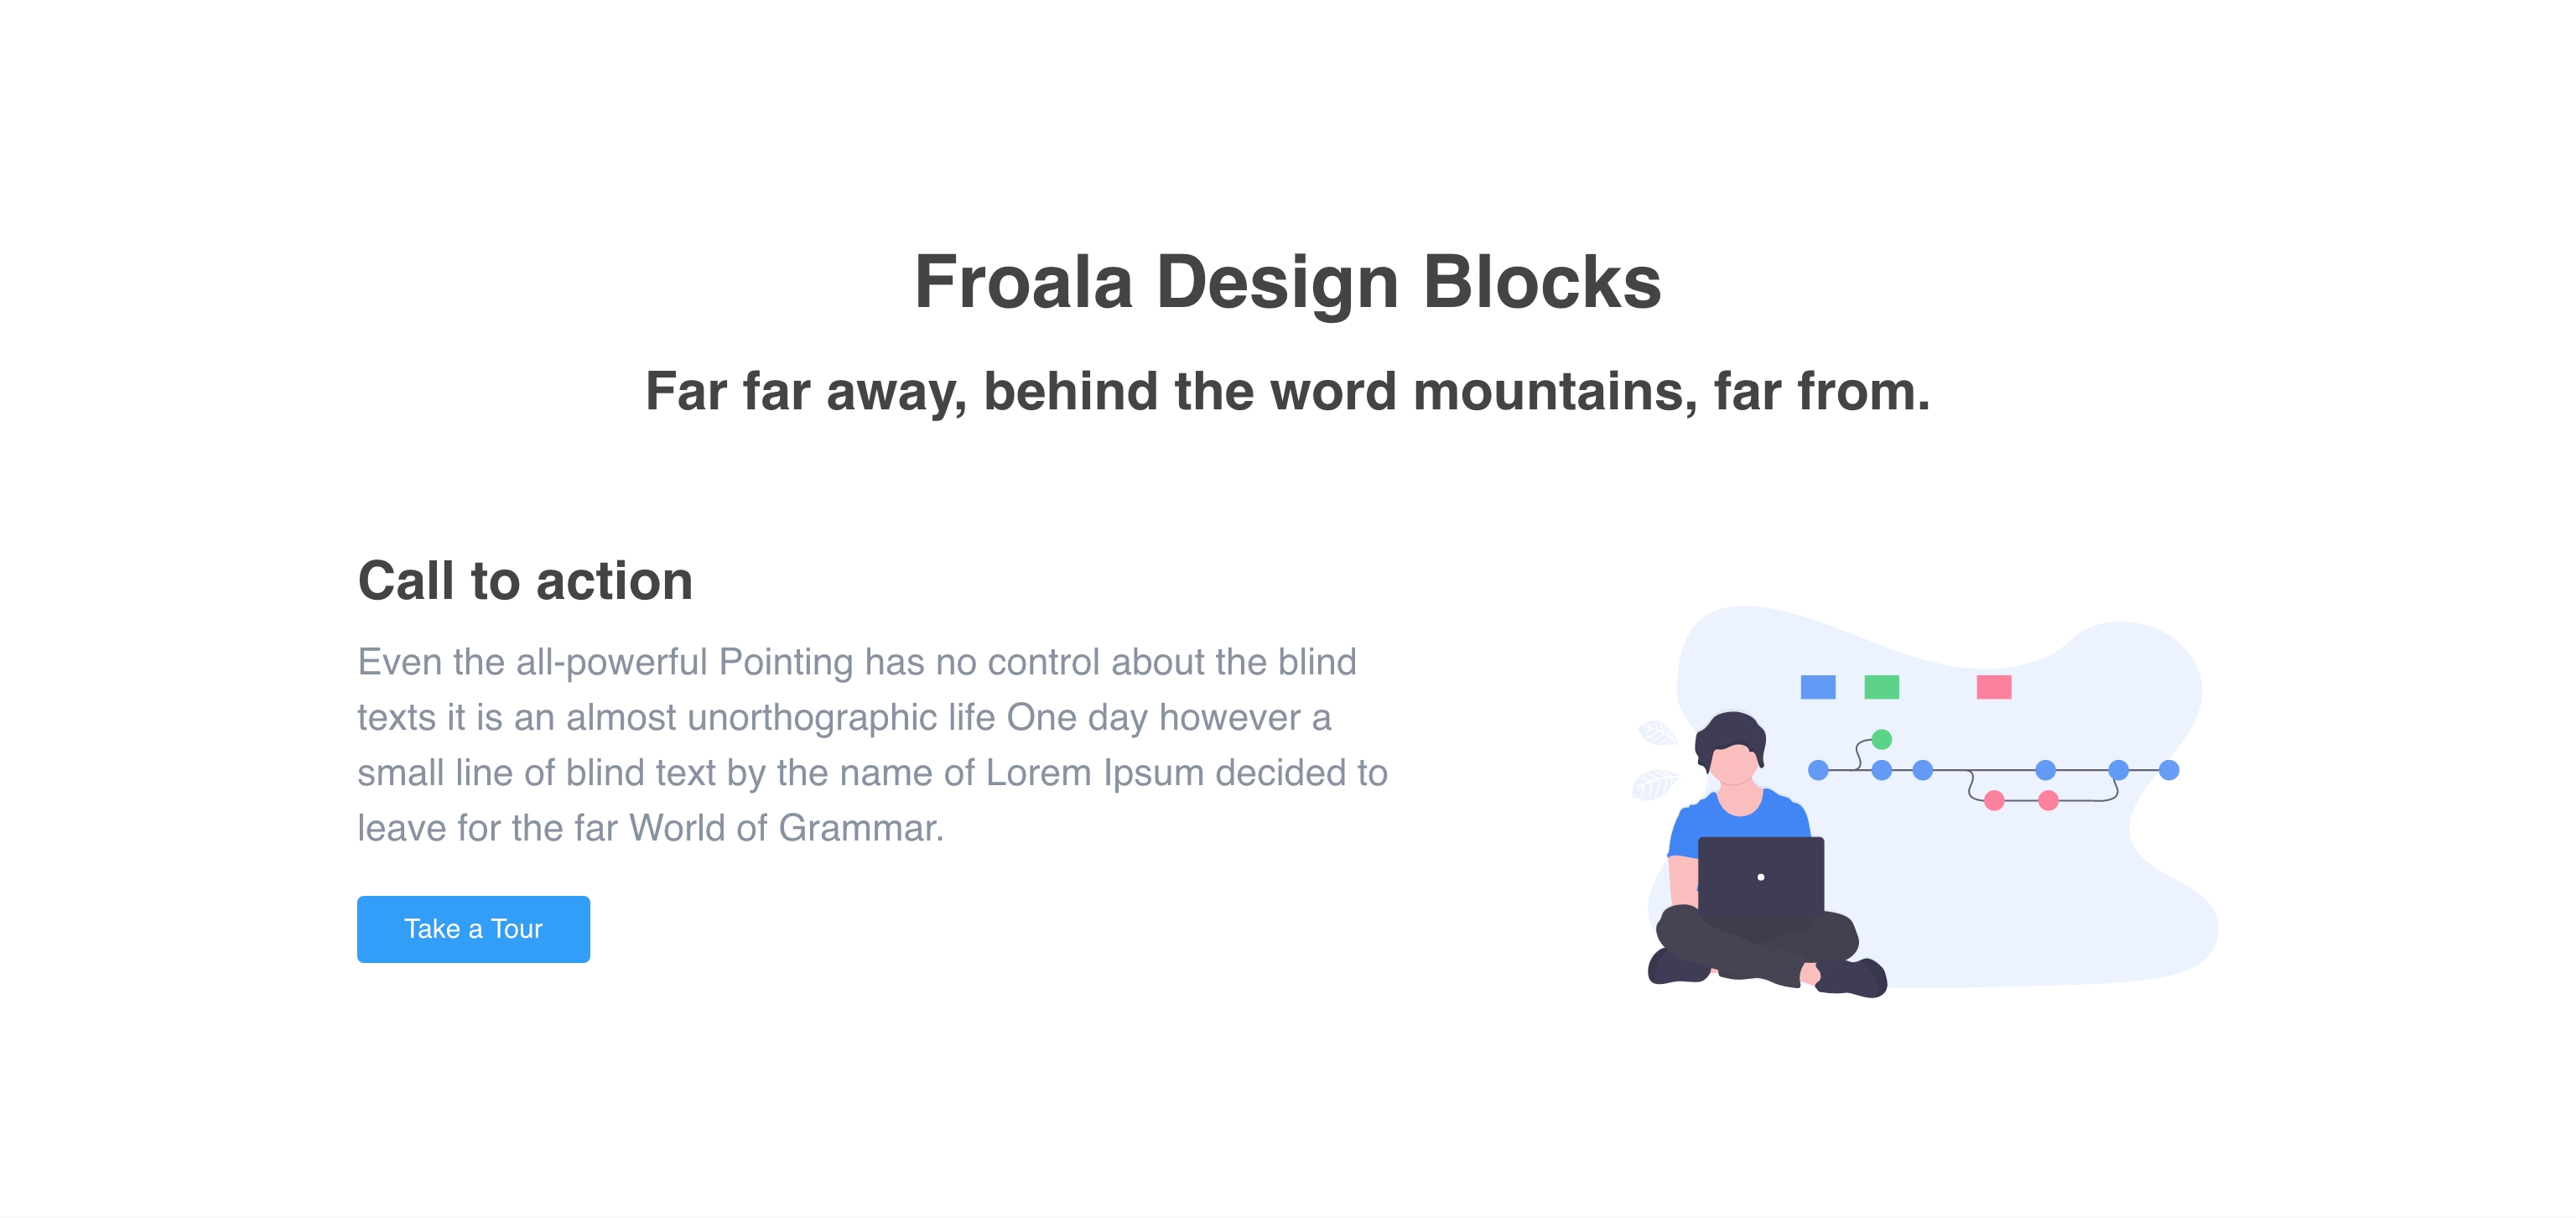 Froala Design Blocks
Far far away, behind the word mountains, far from.
Call to action
Even the all-powerful Pointing has no control about the blind
texts it is an almost unorthographic life One day however a
small line of blind text by the name of Lorem Ipsum decided to
leave for the far World of Grammar.
Take a Tour